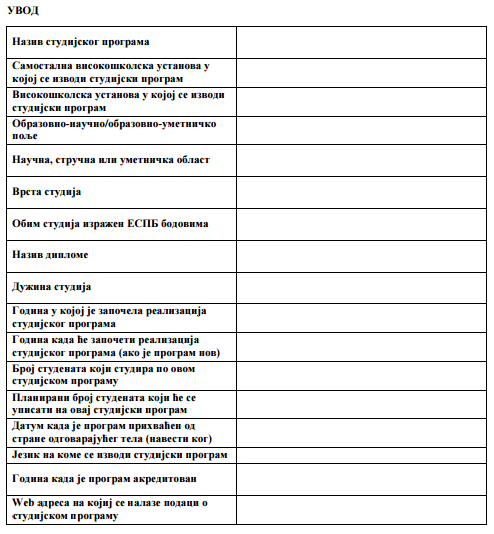 УВОД
Назив студијског програма
Самостална високошколска установа у
којој се изводи студијски програм
Високошколска установа у којој се изводи
студијски програм
Образовно-научно/образовно-уметничко
поље
Научна, стручна или уметничка област
Врста студија
Обим студија изражен ЕСПБ бодовима
Назив дипломе
Дужина студија
Година у којој је започела реализација
студијског програма
Година када ће започети реализација
студијског програма (ако је програм нов)
Број студената који студира по овом
студијском програму
Планирани број студената који ће се
уписати на овај студијски програм
Датум када је програм прихваћен од
стране одговарајућег тела (навести ког)
Језик на коме се изводи студијски програм
Година када је програм акредитован
Web адреса на којиј се налазе подаци о
студијском програму